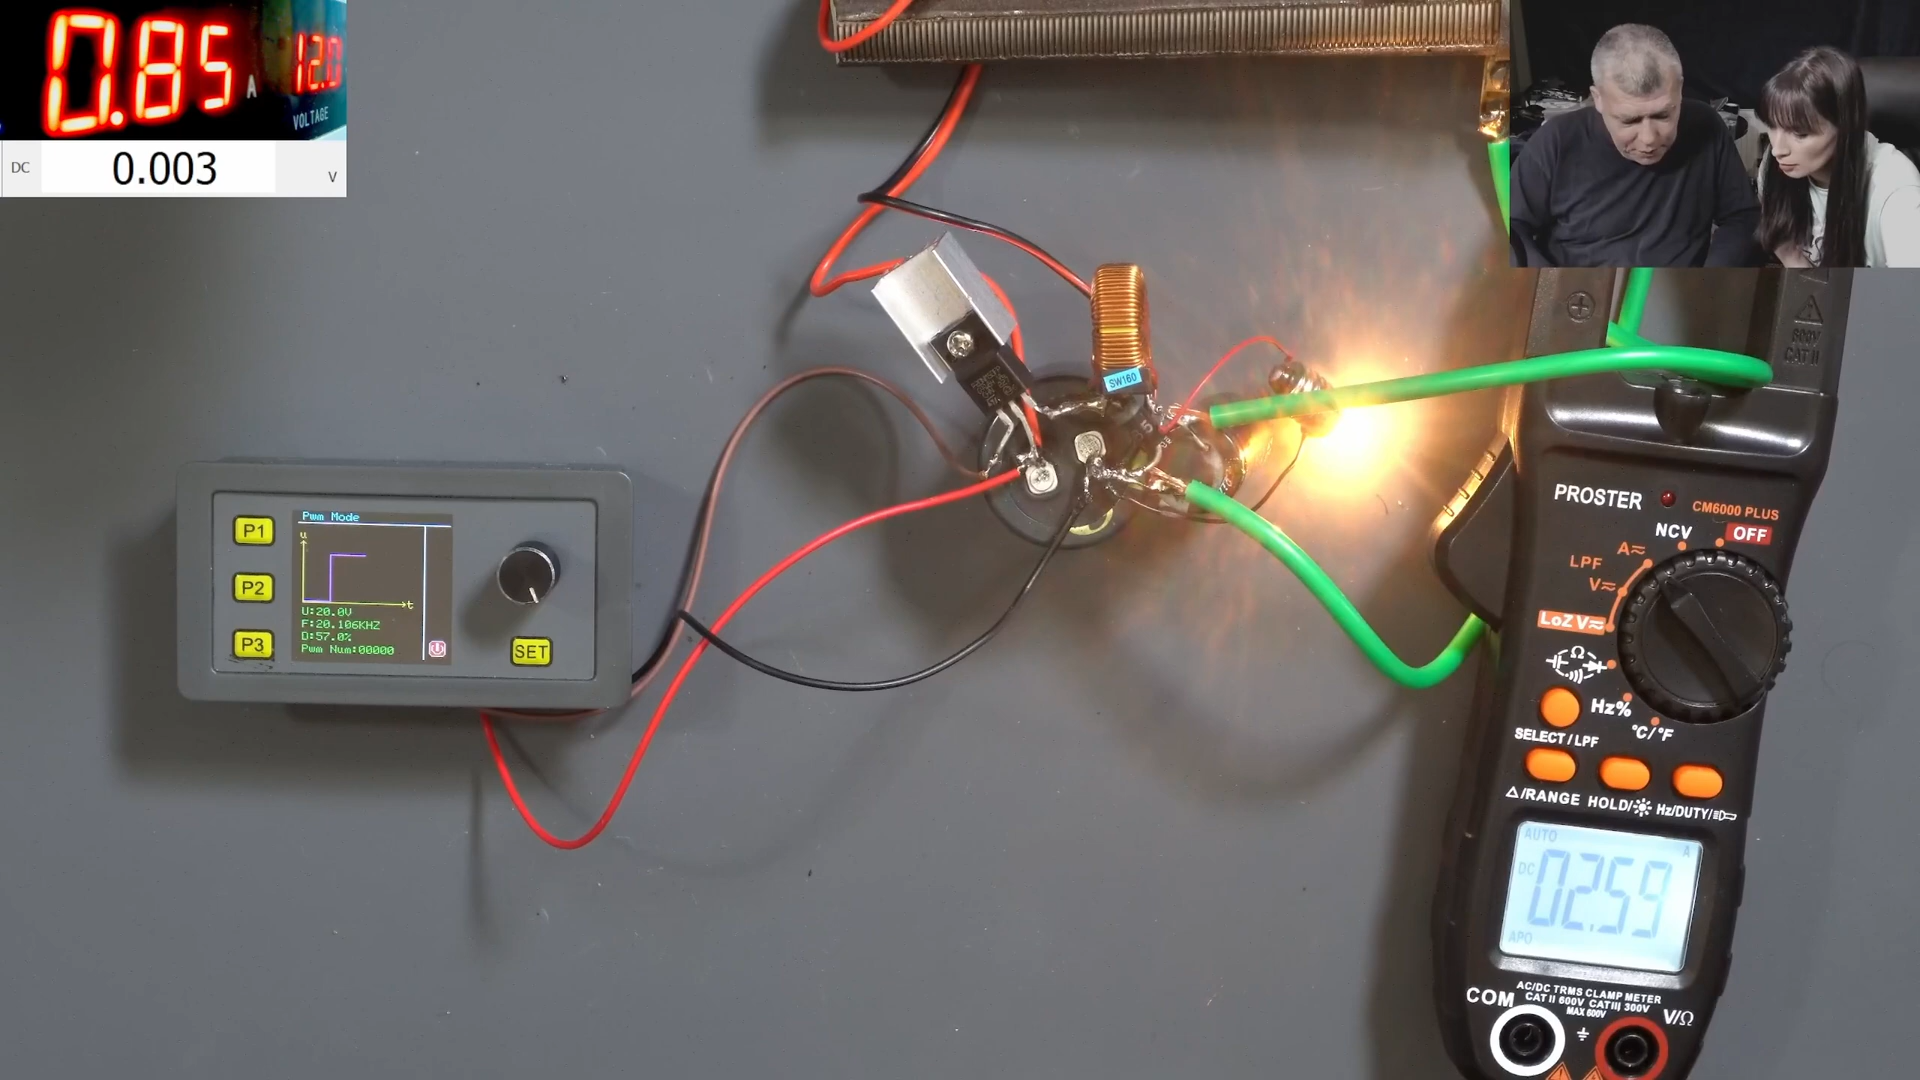 0.85 A 12.0
VOLTAGE
DC 0.003 V
SW160
P1
P2
P3
Pwm Mode
u
t
U:20.0V
F:20.106KHZ
D:57.0%
Pwm Num:00000
SET
600V
CAT II
PROSTER CM6000 PLUS
NCV OFF
A≂
LPF
V≂
LoZ V≂
Ω
Hz%
°C/°F
SELECT / LPF
△/RANGE HOLD/ Hz/DUTY/
AUTO A
DC 02.59
APO
AC/DC TRMS CLAMP METER
CAT II 600V CAT III 300V
MAX 600V
COM V/Ω